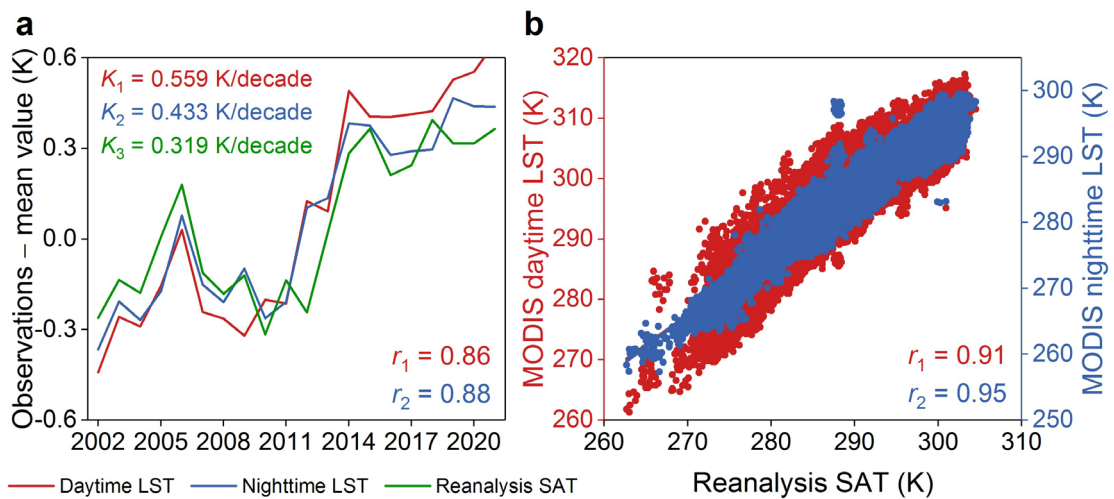 a
Observations – mean value (K)
0.6
0.3
0.0
-0.3
-0.6
K1 = 0.559 K/decade
K2 = 0.433 K/decade
K3 = 0.319 K/decade
r1 = 0.86
r2 = 0.88
2002 2005 2008 2011 2014 2017 2020
Daytime LST Nighttime LST Reanalysis SAT
b
MODIS daytime LST (K)
320
310
300
290
280
270
260
r1 = 0.91
r2 = 0.95
300
290
280
270
260
250
MODIS nighttime LST (K)
260 270 280 290 300 310
Reanalysis SAT (K)